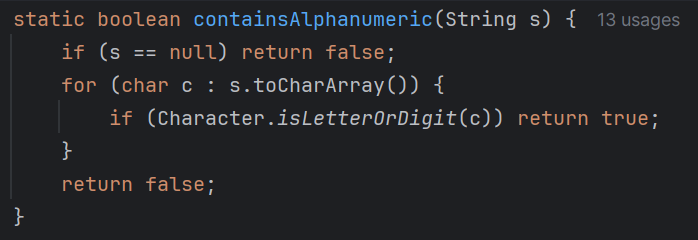 static boolean containsAlphanumeric(String s) {  13 usages
    if (s == null) return false;
    for (char c : s.toCharArray()) {
        if (Character.isLetterOrDigit(c)) return true;
    }
    return false;
}